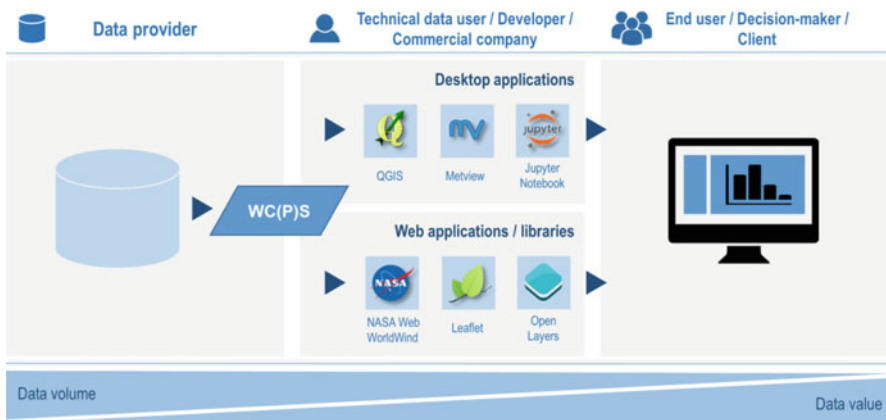 Data provider
Technical data user / Developer /
Commercial company
End user / Decision-maker /
Client
Desktop applications
QGIS
Metview
jupyter
Jupyter
Notebook
WC(P)S
Web applications / libraries
NASA
NASA Web
WorldWind
Leaflet
Open
Layers
Data volume
Data value